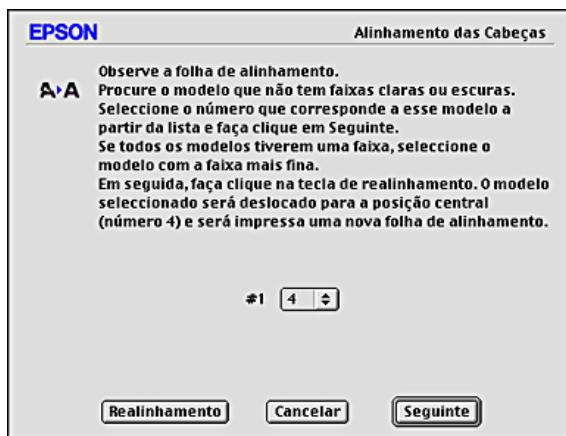 EPSON
Alinhamento das Cabeças
A›A
Observe a folha de alinhamento.
Procure o modelo que não tem faixas claras ou escuras.
Seleccione o número que corresponde a esse modelo a
partir da lista e faça clique em Seguinte.
Se todos os modelos tiverem uma faixa, seleccione o
modelo com a faixa mais fina.
Em seguida, faça clique na tecla de realinhamento. O modelo
seleccionado será deslocado para a posição central
(número 4) e será impressa uma nova folha de alinhamento.
#1 4
Realinhamento Cancelar Seguinte